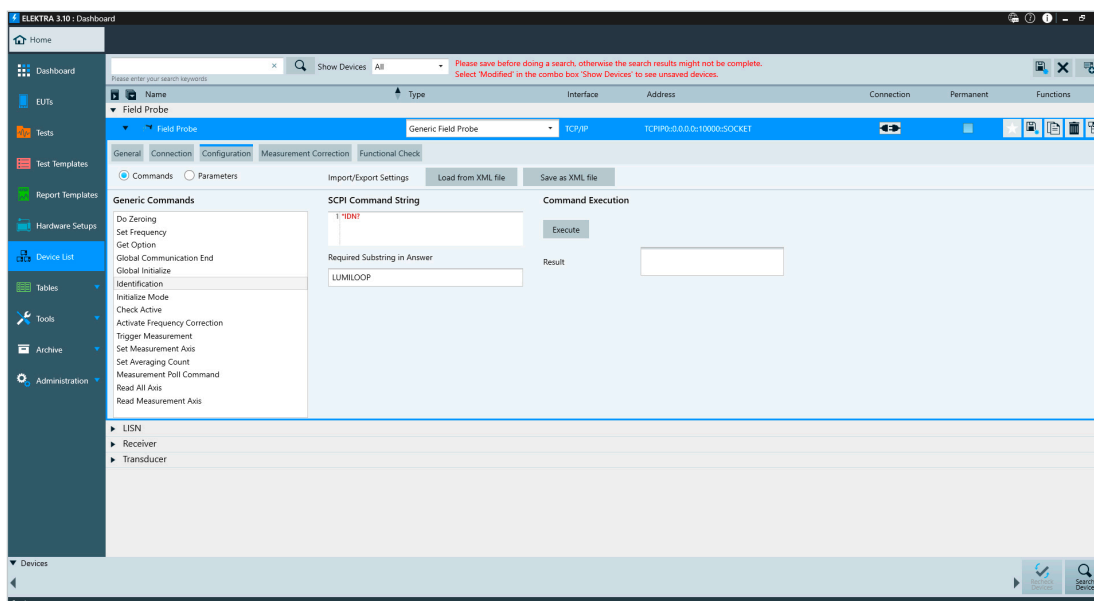 ELEKTRA 3.10 : Dashboard
Home
Dashboard
EUTs
Tests
Test Templates
Report Templates
Hardware Setups
Device List
Tables
Tools
Archive
Administration
Please enter your search keywords
Show Devices All
Please save before doing a search, otherwise the search results might not be complete.
Select 'Modified' in the combo box 'Show Devices' to see unsaved devices.
Name Type Interface Address Connection Permanent Functions
Field Probe
Field Probe Generic Field Probe TCP/IP TCPIP0::0.0.0.0::10000::SOCKET
General Connection Configuration Measurement Correction Functional Check
Commands Parameters Import/Export Settings Load from XML file Save as XML file
Generic Commands
Do Zeroing
Set Frequency
Get Option
Global Communication End
Global Initialize
Identification
Initialize Mode
Check Active
Activate Frequency Correction
Trigger Measurement
Set Measurement Axis
Set Averaging Count
Measurement Poll Command
Read All Axis
Read Measurement Axis
SCPI Command String
1 *IDN?
Required Substring in Answer
LUMILOOP
Command Execution
Execute
Result
LISN
Receiver
Transducer
Devices
Search
Device